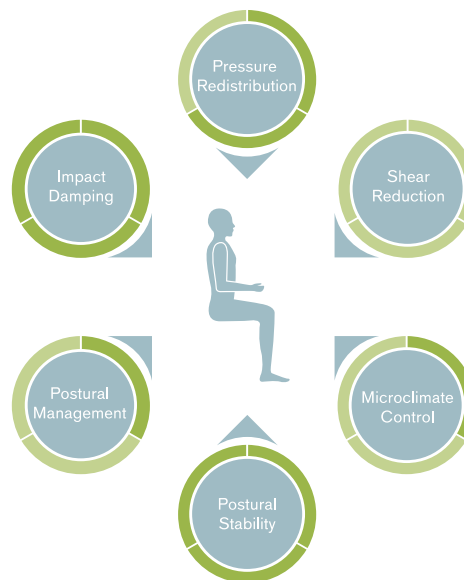 Pressure
Redistribution
Impact
Damping
Shear
Reduction
Postural
Management
Microclimate
Control
Postural
Stability